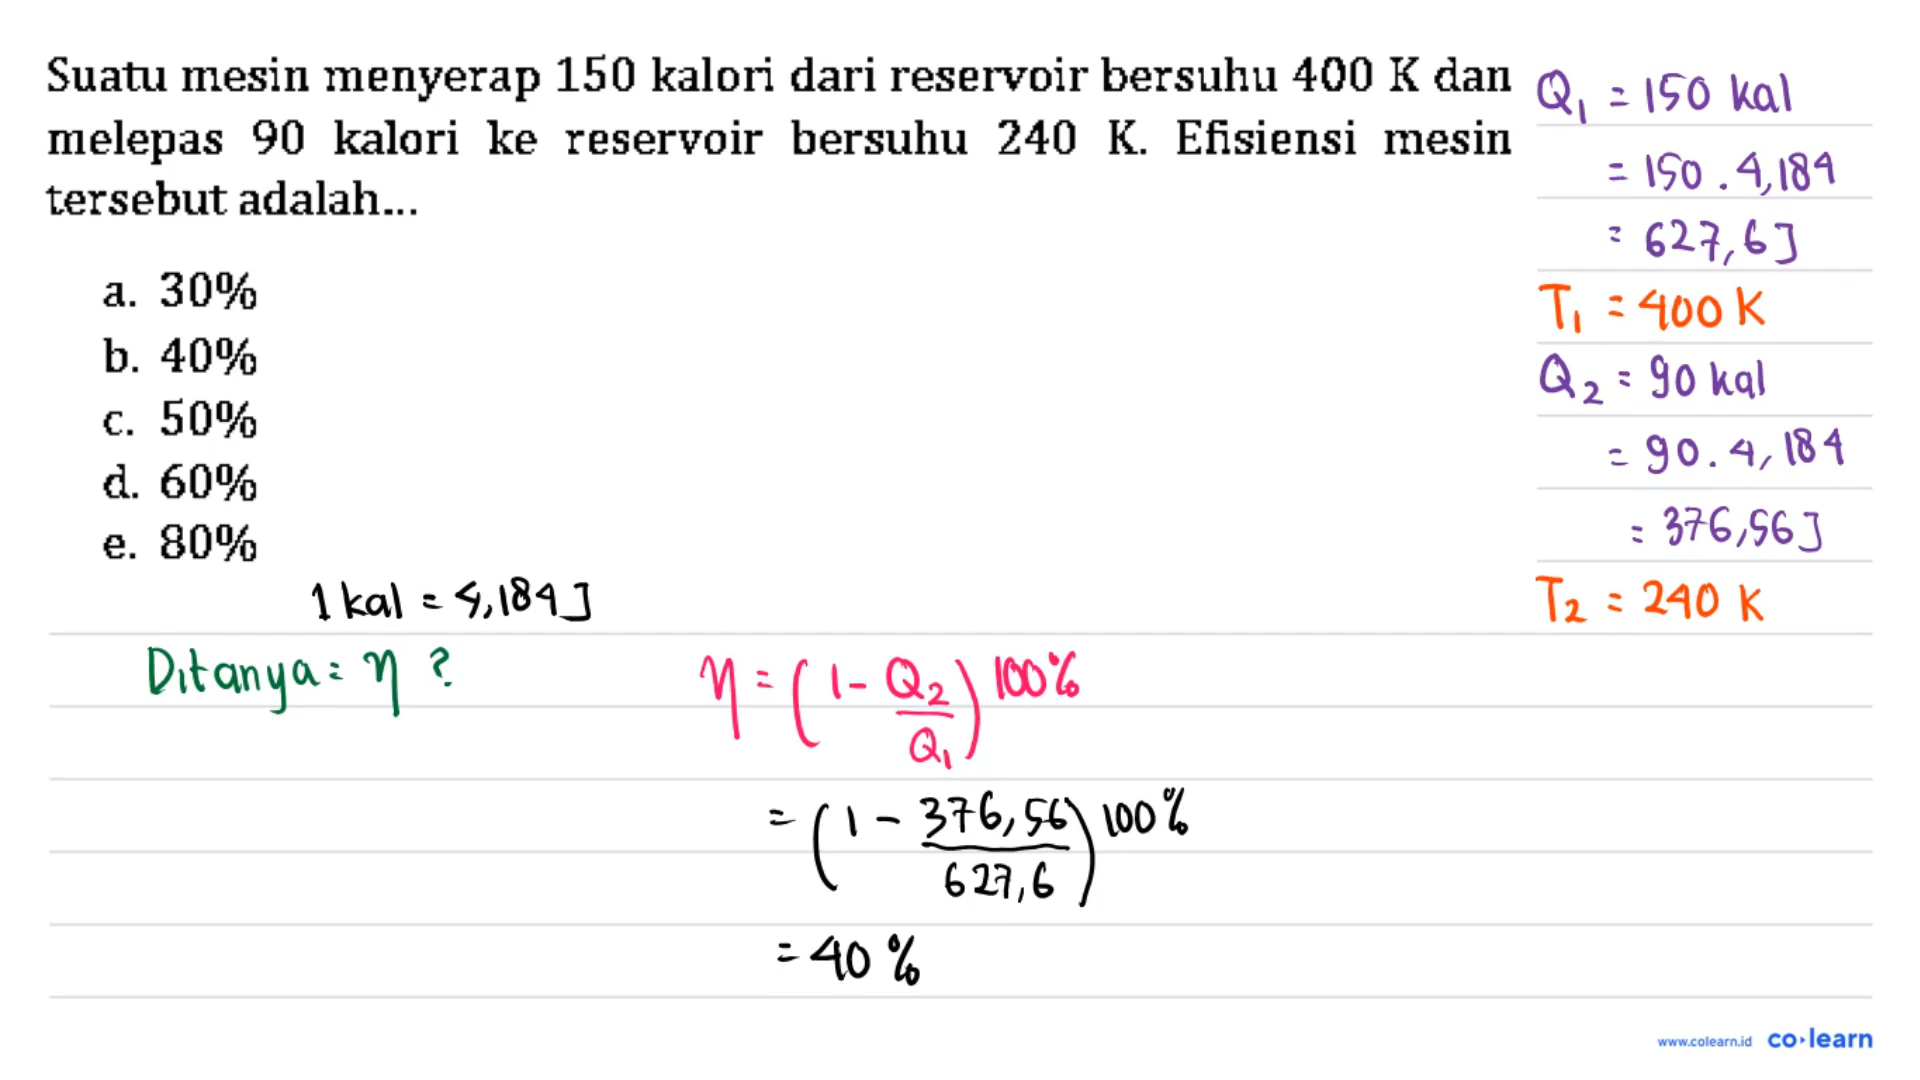 Suatu mesin menyerap 150 kalori dari reservoir bersuhu 400 K dan
melepas 90 kalori ke reservoir bersuhu 240 K. Efisiensi mesin
tersebut adalah...
a. 30%
b. 40%
c. 50%
d. 60%
e. 80%
Q₁ = 150 kal
= 150 . 4,184
= 627,6 J
T₁ = 400 K
Q₂ = 90 kal
= 90 . 4,184
= 376,56 J
T₂ = 240 K
1 kal = 4,184 J
Ditanya = η ?
η = (1 - Q₂/Q₁) 100%
= (1 - 376,56/627,6) 100%
= 40%
www.colearn.id co•learn